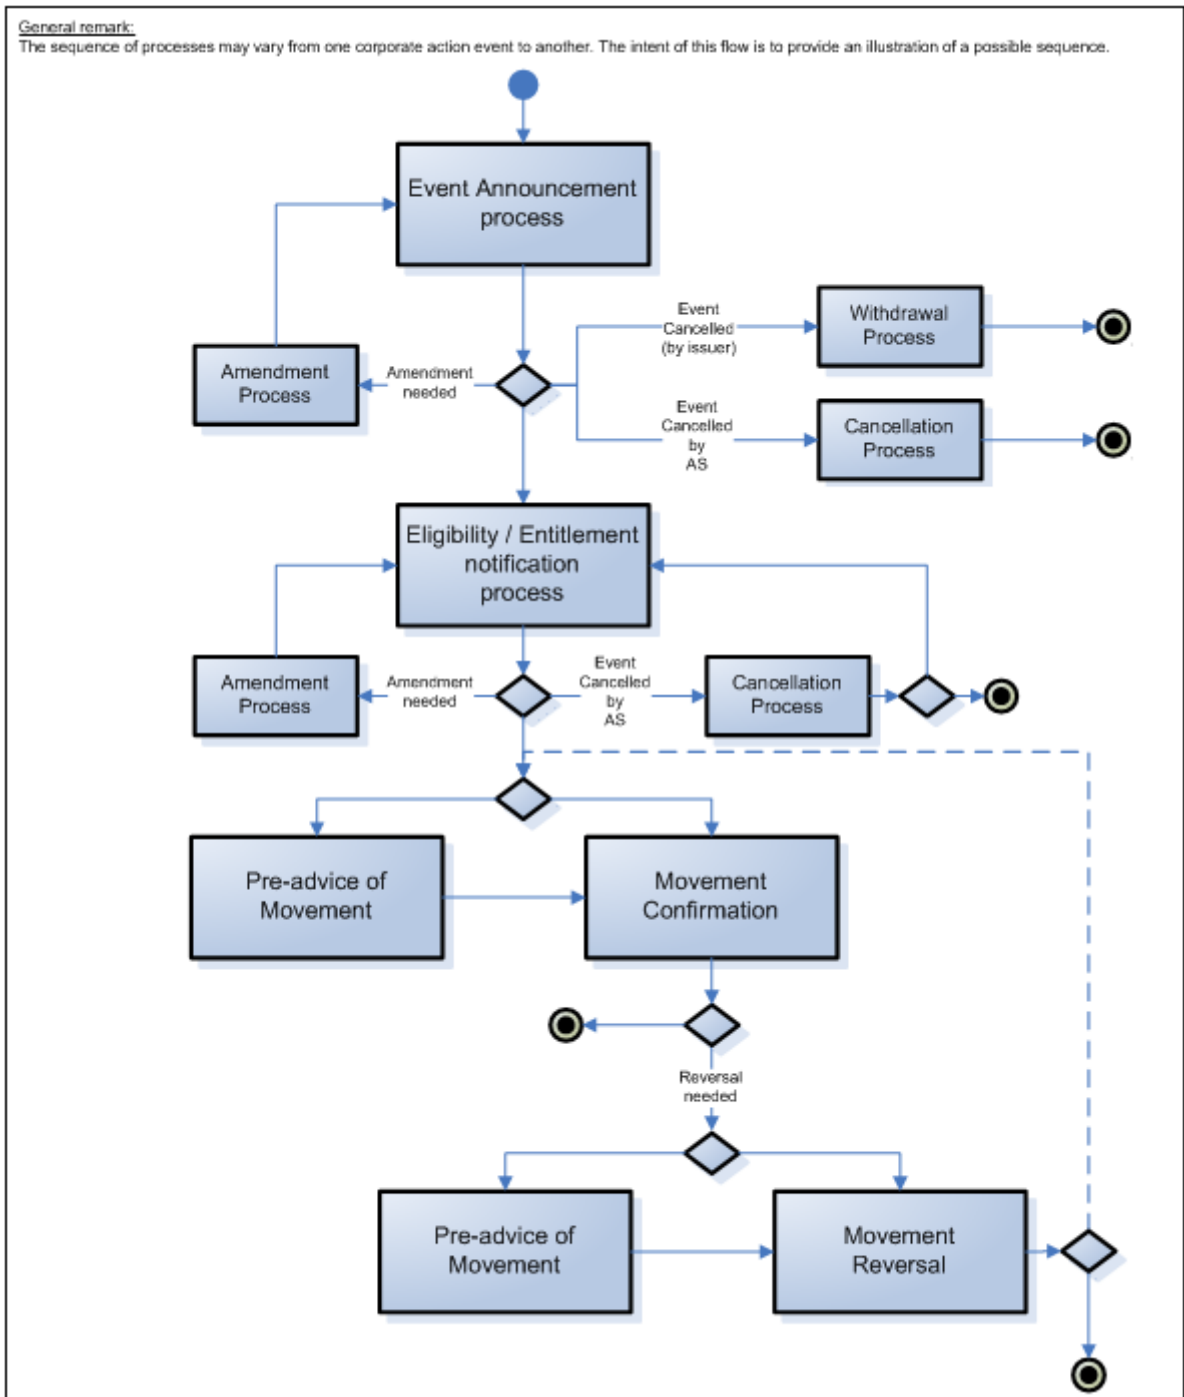 General remark:
The sequence of processes may vary from one corporate action event to another. The intent of this flow is to provide an illustration of a possible sequence.
Event Announcement
process
Event
Cancelled
(by issuer)
Withdrawal
Process
Amendment
Process
Amendment
needed
Event
Cancelled
by
AS
Cancellation
Process
Eligibility / Entitlement
notification
process
Amendment
Process
Amendment
needed
Event
Cancelled
by
AS
Cancellation
Process
Pre-advice of
Movement
Movement
Confirmation
Reversal
needed
Pre-advice of
Movement
Movement
Reversal